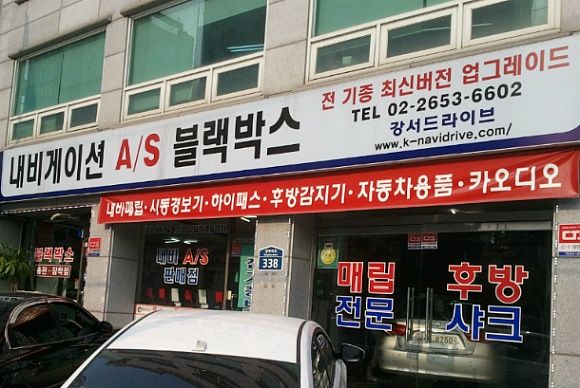 내비게이션 A/S 블랙박스
전 기종 최신버전 업그레이드
TEL 02-2653-6602
강서드라이브
www.k-navidrive.com/
내비매립·시동경보기·하이패스·후방감지기·자동차용품·카오디오
블랙박스
내비 A/S
판매점
338
매립
전문
후방
샤크
8250